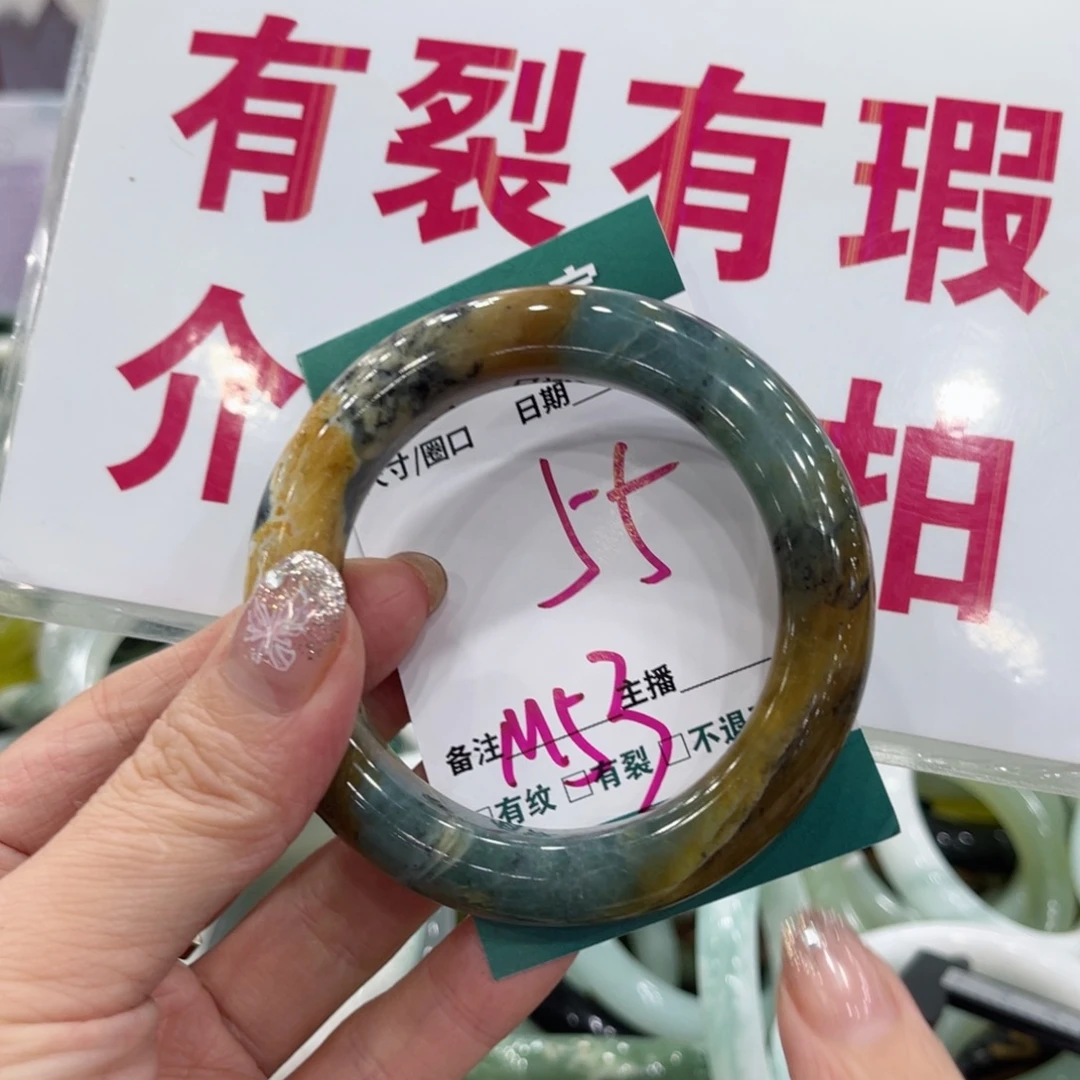 有裂有瑕
介 拍
日期
寸/圈口
55
主播
备注 M53
有纹 □有裂 □不退